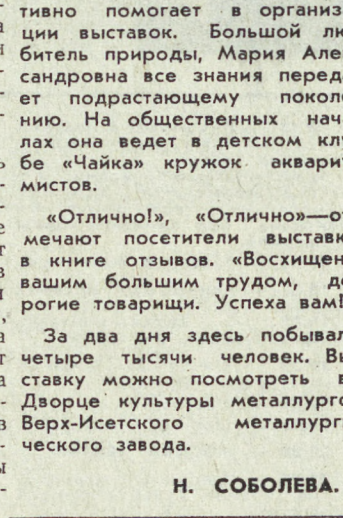 тивно помогает в организ
ции выставок. Большой лю
битель природы, Мария Але
сандровна все знания перед
ет подрастающему покол
нию. На общественных нач
лах она ведет в детском клу
бе «Чайка» кружок аквари
мистов.
«Отлично!», «Отлично»—о
мечают посетители выставк
в книге отзывов. «Восхищен
вашим большим трудом, до
рогие товарищи. Успеха вам!
За два дня здесь побывал
четыре тысячи человек. Вы
ставку можно посмотреть в
Дворце культуры металлург
Верх-Исетского металлург
ческого завода.
Н. СОБОЛЕВА.